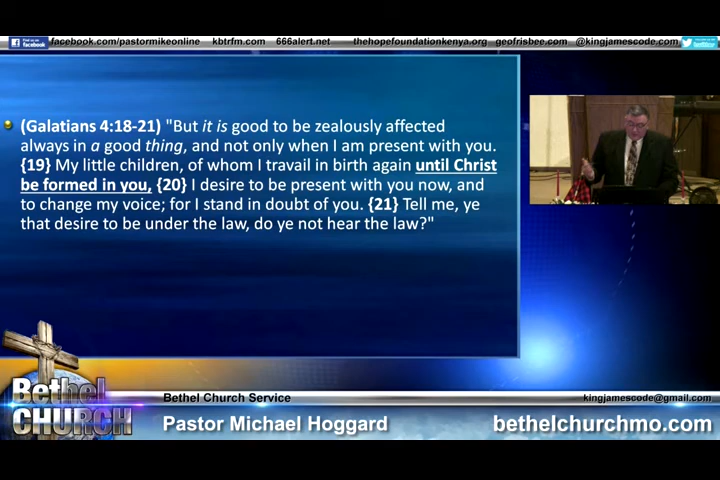 Find us on facebook facebook.com/pastormikeonline kbtrfm.com 666alert.net thehopefoundationkenya.org geofrisbee.com @kingjamescode.com twitter
(Galatians 4:18-21) "But it is good to be zealously affected
always in a good thing, and not only when I am present with you.
{19} My little children, of whom I travail in birth again until Christ
be formed in you, {20} I desire to be present with you now, and
to change my voice; for I stand in doubt of you. {21} Tell me, ye
that desire to be under the law, do ye not hear the law?"
Bethel
CHURCH
Bethel Church Service kingjamescode@gmail.com
Pastor Michael Hoggard bethelchurchmo.com